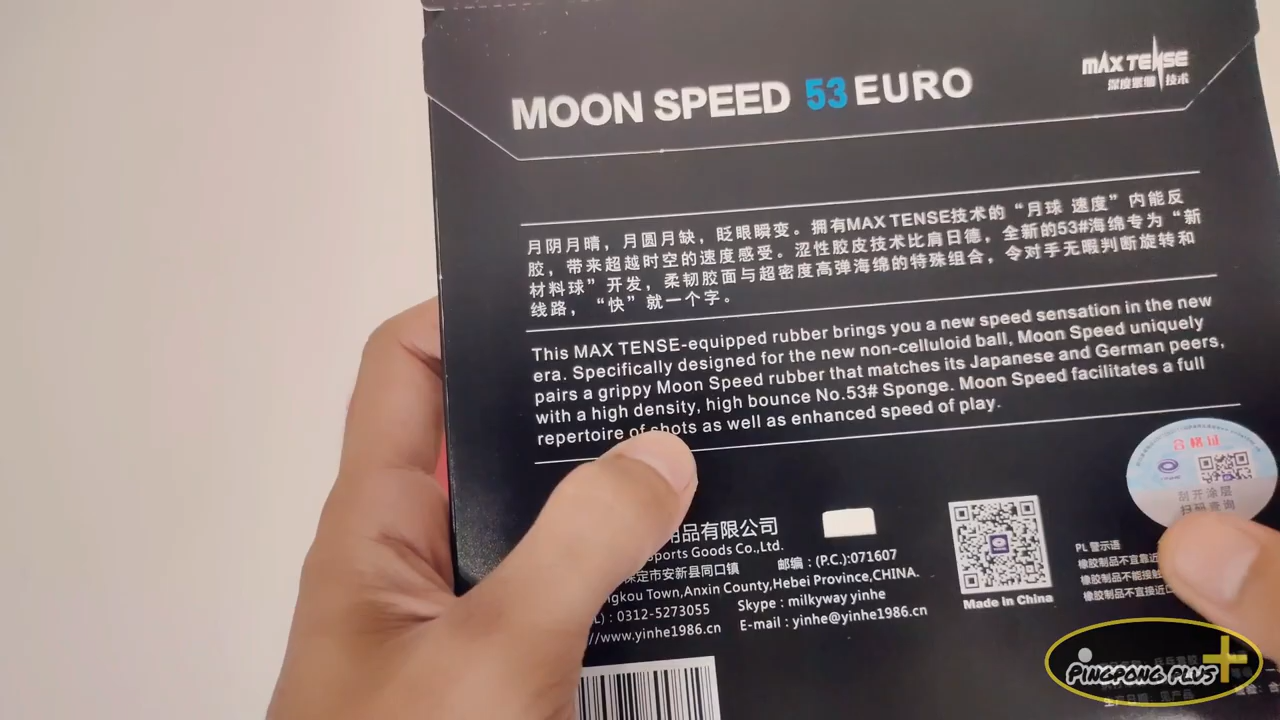 MOON SPEED 53 EURO
MAX TENSE
技术
月阴月晴，月圆月缺，眨眼瞬变。拥有MAX TENSE技术的“月球 速度”内能反
胶，带来超越时空的速度感受。涩性胶皮技术比肩日德，全新的53#海绵专为“新
材料球”开发，柔韧胶面与超密度高弹海绵的特殊组合，令对手无暇判断旋转和
线路，“快”就一个字。
This MAX TENSE-equipped rubber brings you a new speed sensation in the new
era. Specifically designed for the new non-celluloid ball, Moon Speed uniquely
pairs a grippy Moon Speed rubber that matches its Japanese and German peers,
with a high density, high bounce No.53# Sponge. Moon Speed facilitates a full
repertoire of shots as well as enhanced speed of play.
合格证
刮开涂层
扫码查询
用品有限公司
ports Goods Co.,Ltd.
保定市安新县同口镇 邮编：(P.C.):071607
gkou Town,Anxin County,Hebei Province,CHINA.
) : 0312-5273055 Skype : milkyway yinhe
//www.yinhe1986.cn E-mail : yinhe@yinhe1986.cn
Made in China
PL 警示语
橡胶制品不宜靠近
橡胶制品不能接触
橡胶制品不宜接近
PINGPONG PLUS